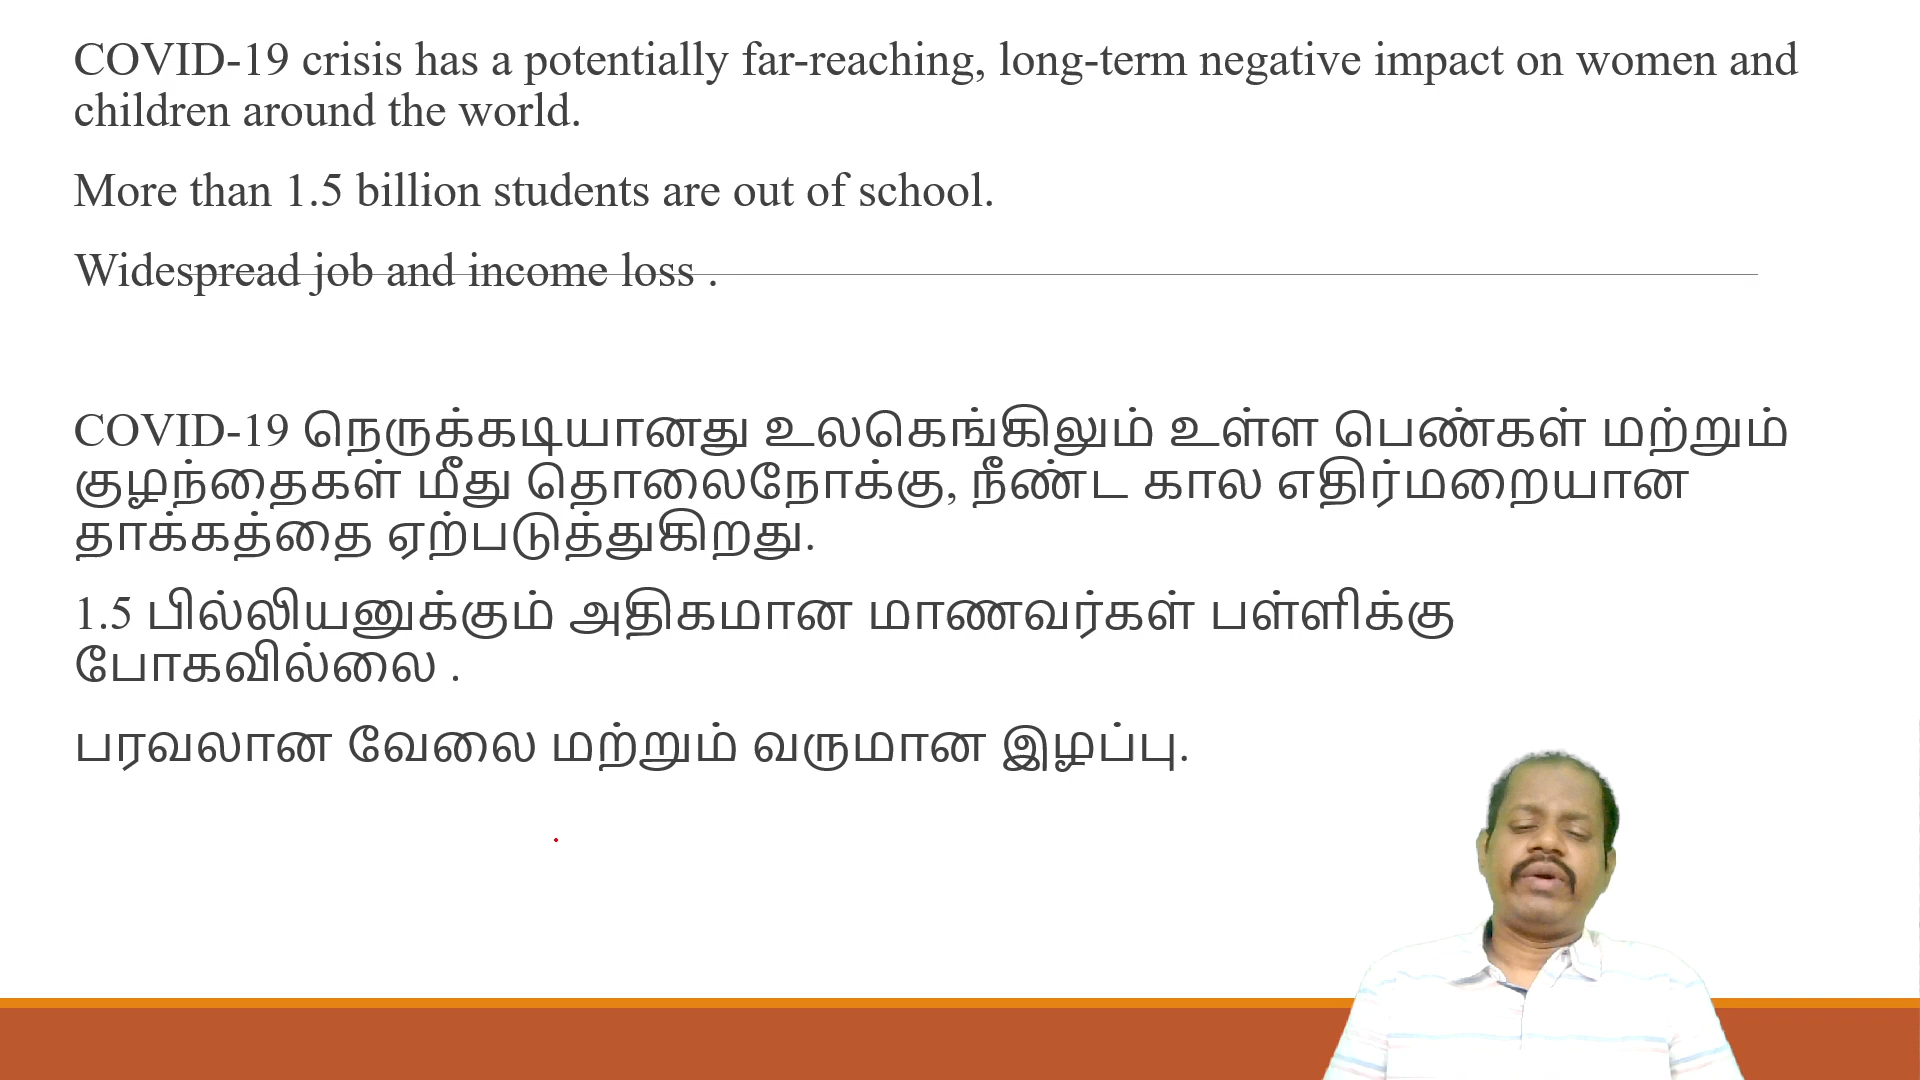 COVID-19 crisis has a potentially far-reaching, long-term negative impact on women and
children around the world.
More than 1.5 billion students are out of school.
Widespread job and income loss .
COVID-19 நெருக்கடியானது உலகெங்கிலும் உள்ள பெண்கள் மற்றும்
குழந்தைகள் மீது தொலைநோக்கு, நீண்ட கால எதிர்மறையான
தாக்கத்தை ஏற்படுத்துகிறது.
1.5 பில்லியனுக்கும் அதிகமான மாணவர்கள் பள்ளிக்கு
போகவில்லை .
பரவலான வேலை மற்றும் வருமான இழப்பு.